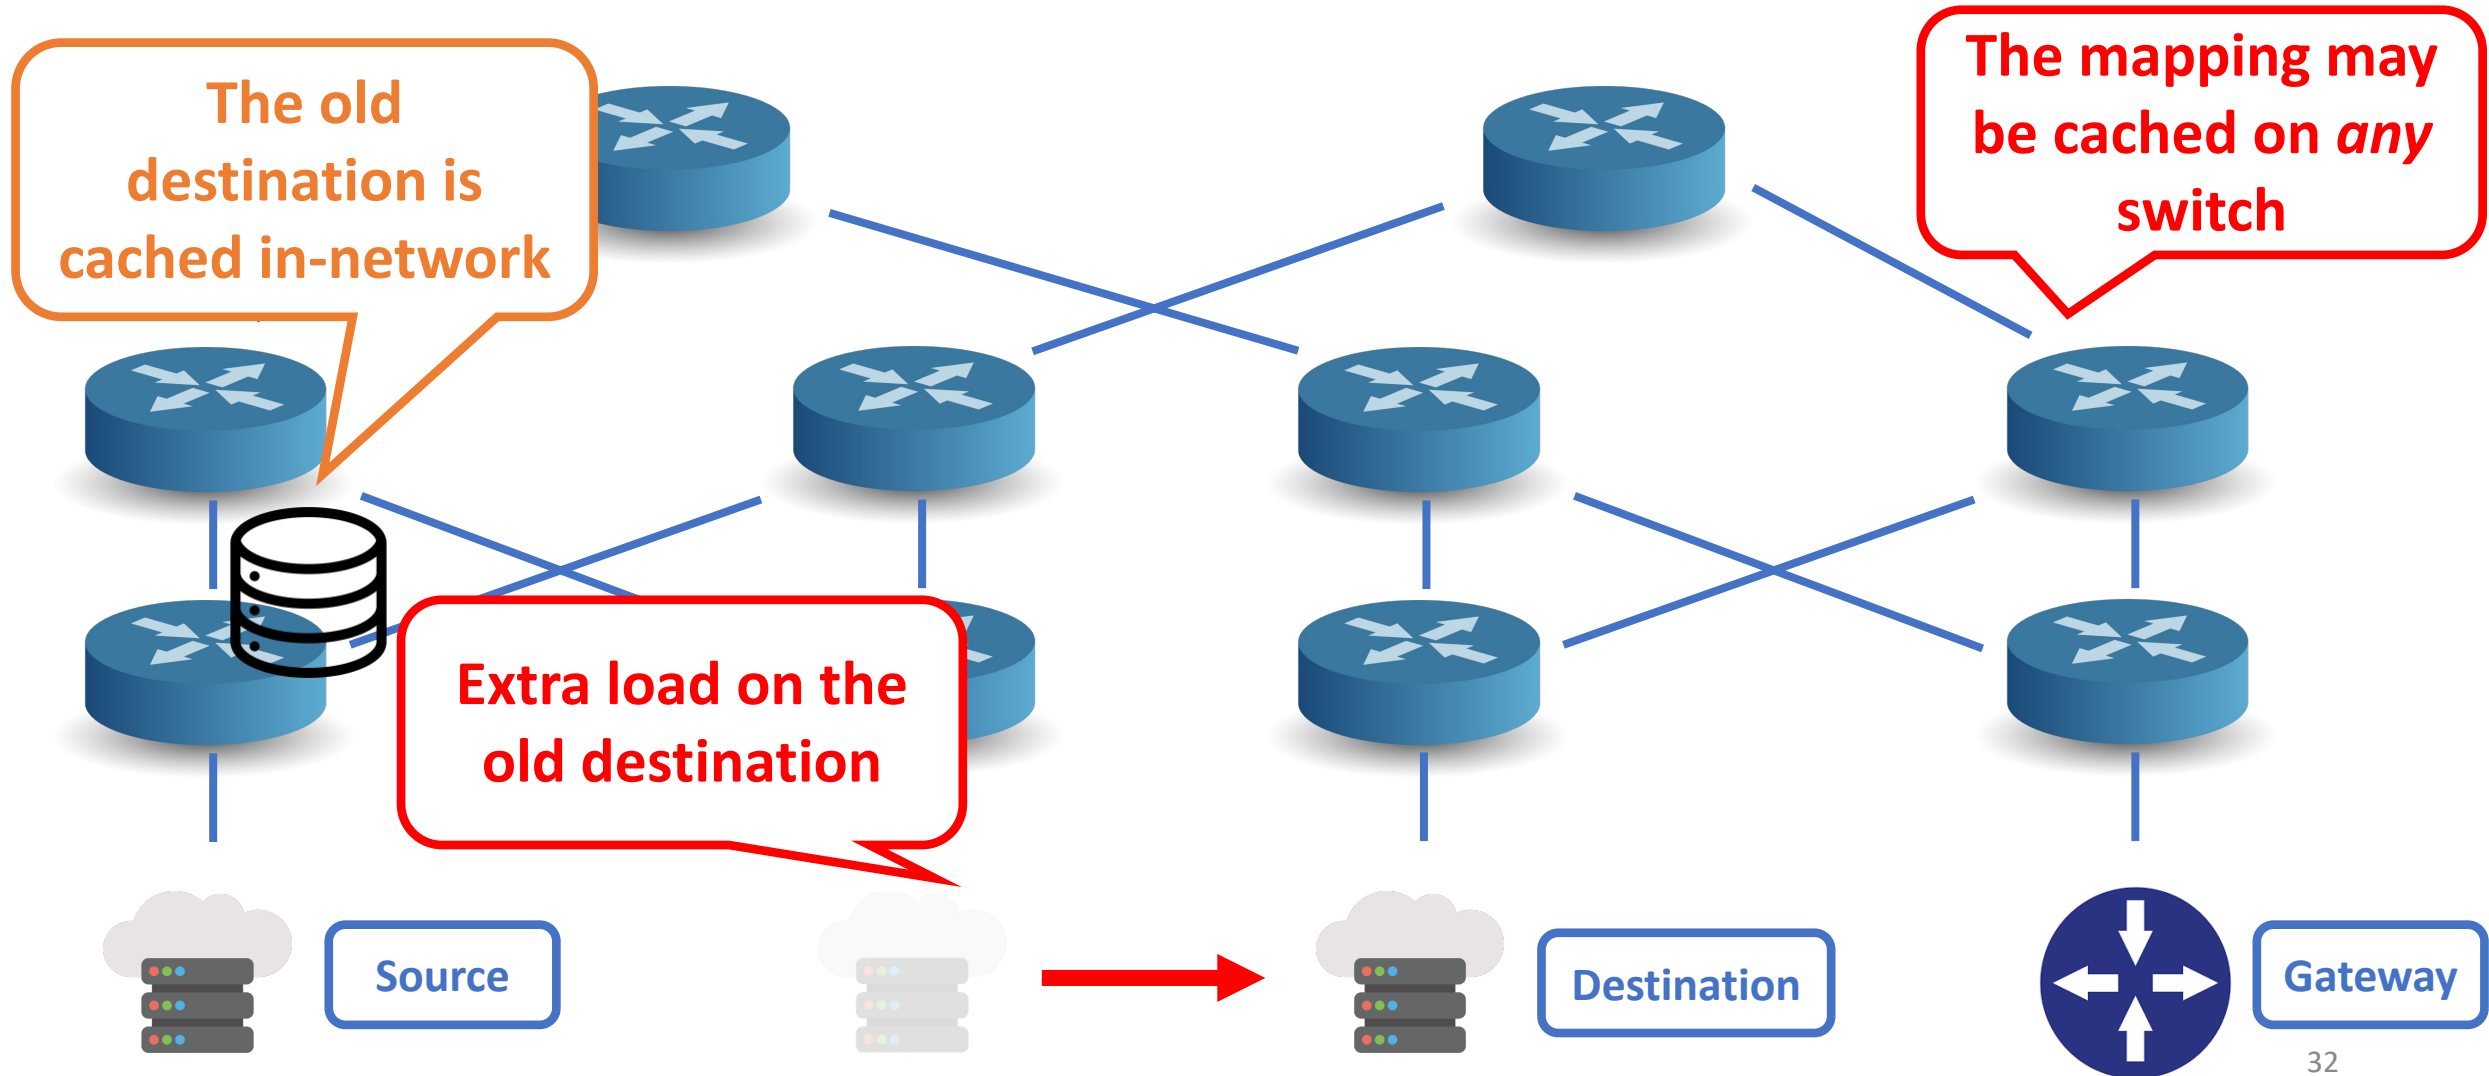 The old
destination is
cached in-network
The mapping may
be cached on any
switch
Extra load on the
old destination
Source
Destination
Gateway
32